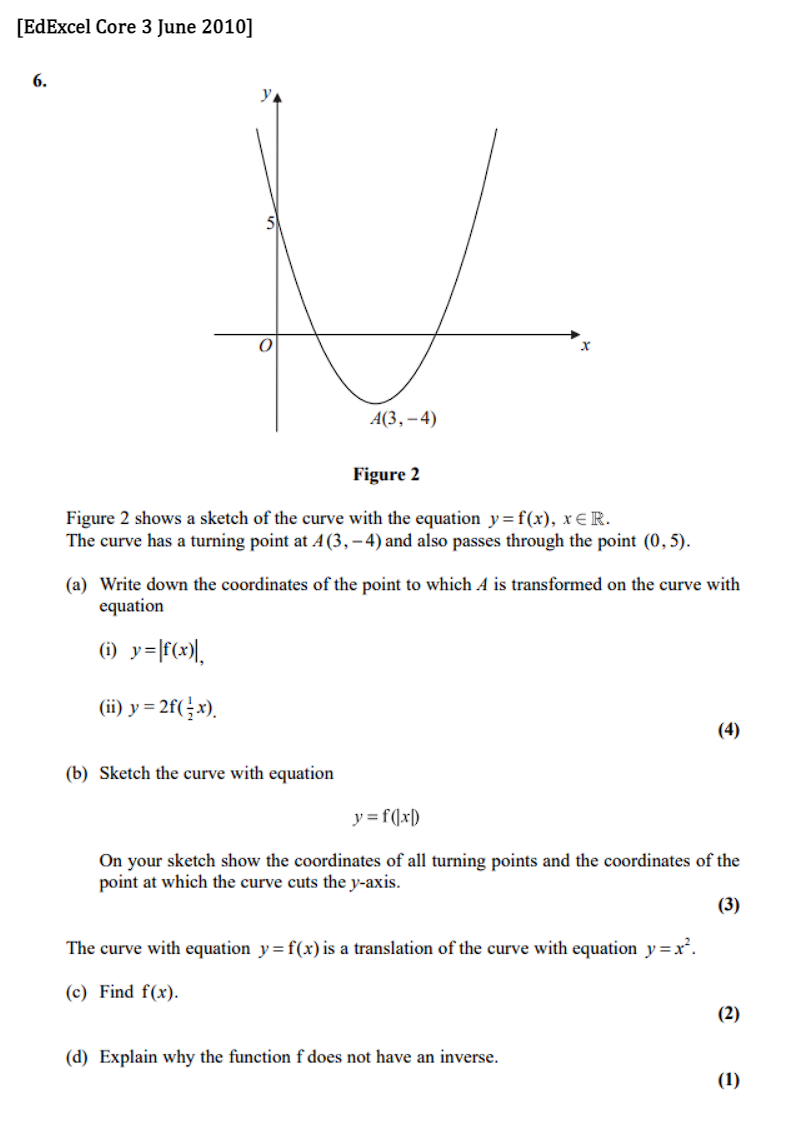 [EdExcel Core 3 June 2010]
6.
y
5
O
x
A(3, −4)
Figure 2
Figure 2 shows a sketch of the curve with the equation y = f(x), x ∈ ℝ.
The curve has a turning point at A(3, −4) and also passes through the point (0, 5).
(a) Write down the coordinates of the point to which A is transformed on the curve with
equation
(i) y = |f(x)|,
(ii) y = 2f(½x).
(4)
(b) Sketch the curve with equation
y = f(|x|)
On your sketch show the coordinates of all turning points and the coordinates of the
point at which the curve cuts the y-axis.
(3)
The curve with equation y = f(x) is a translation of the curve with equation y = x².
(c) Find f(x).
(2)
(d) Explain why the function f does not have an inverse.
(1)